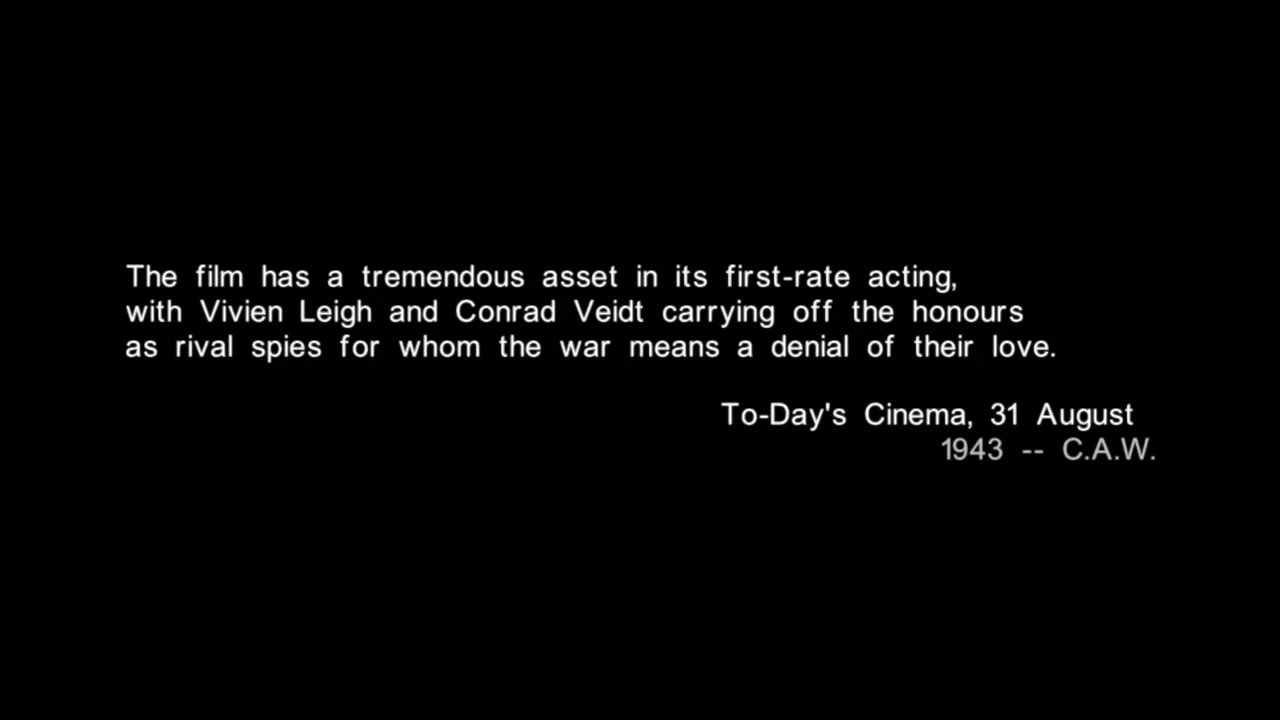 The film has a tremendous asset in its first-rate acting,
with Vivien Leigh and Conrad Veidt carrying off the honours
as rival spies for whom the war means a denial of their love.
To-Day's Cinema, 31 August
1943 -- C.A.W.